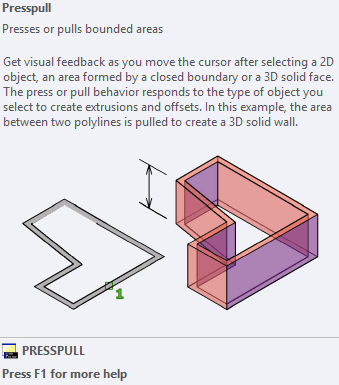 Presspull
Presses or pulls bounded areas
Get visual feedback as you move the cursor after selecting a 2D
object, an area formed by a closed boundary or a 3D solid face.
The press or pull behavior responds to the type of object you
select to create extrusions and offsets. In this example, the area
between two polylines is pulled to create a 3D solid wall.
1
PRESSPULL
Press F1 for more help